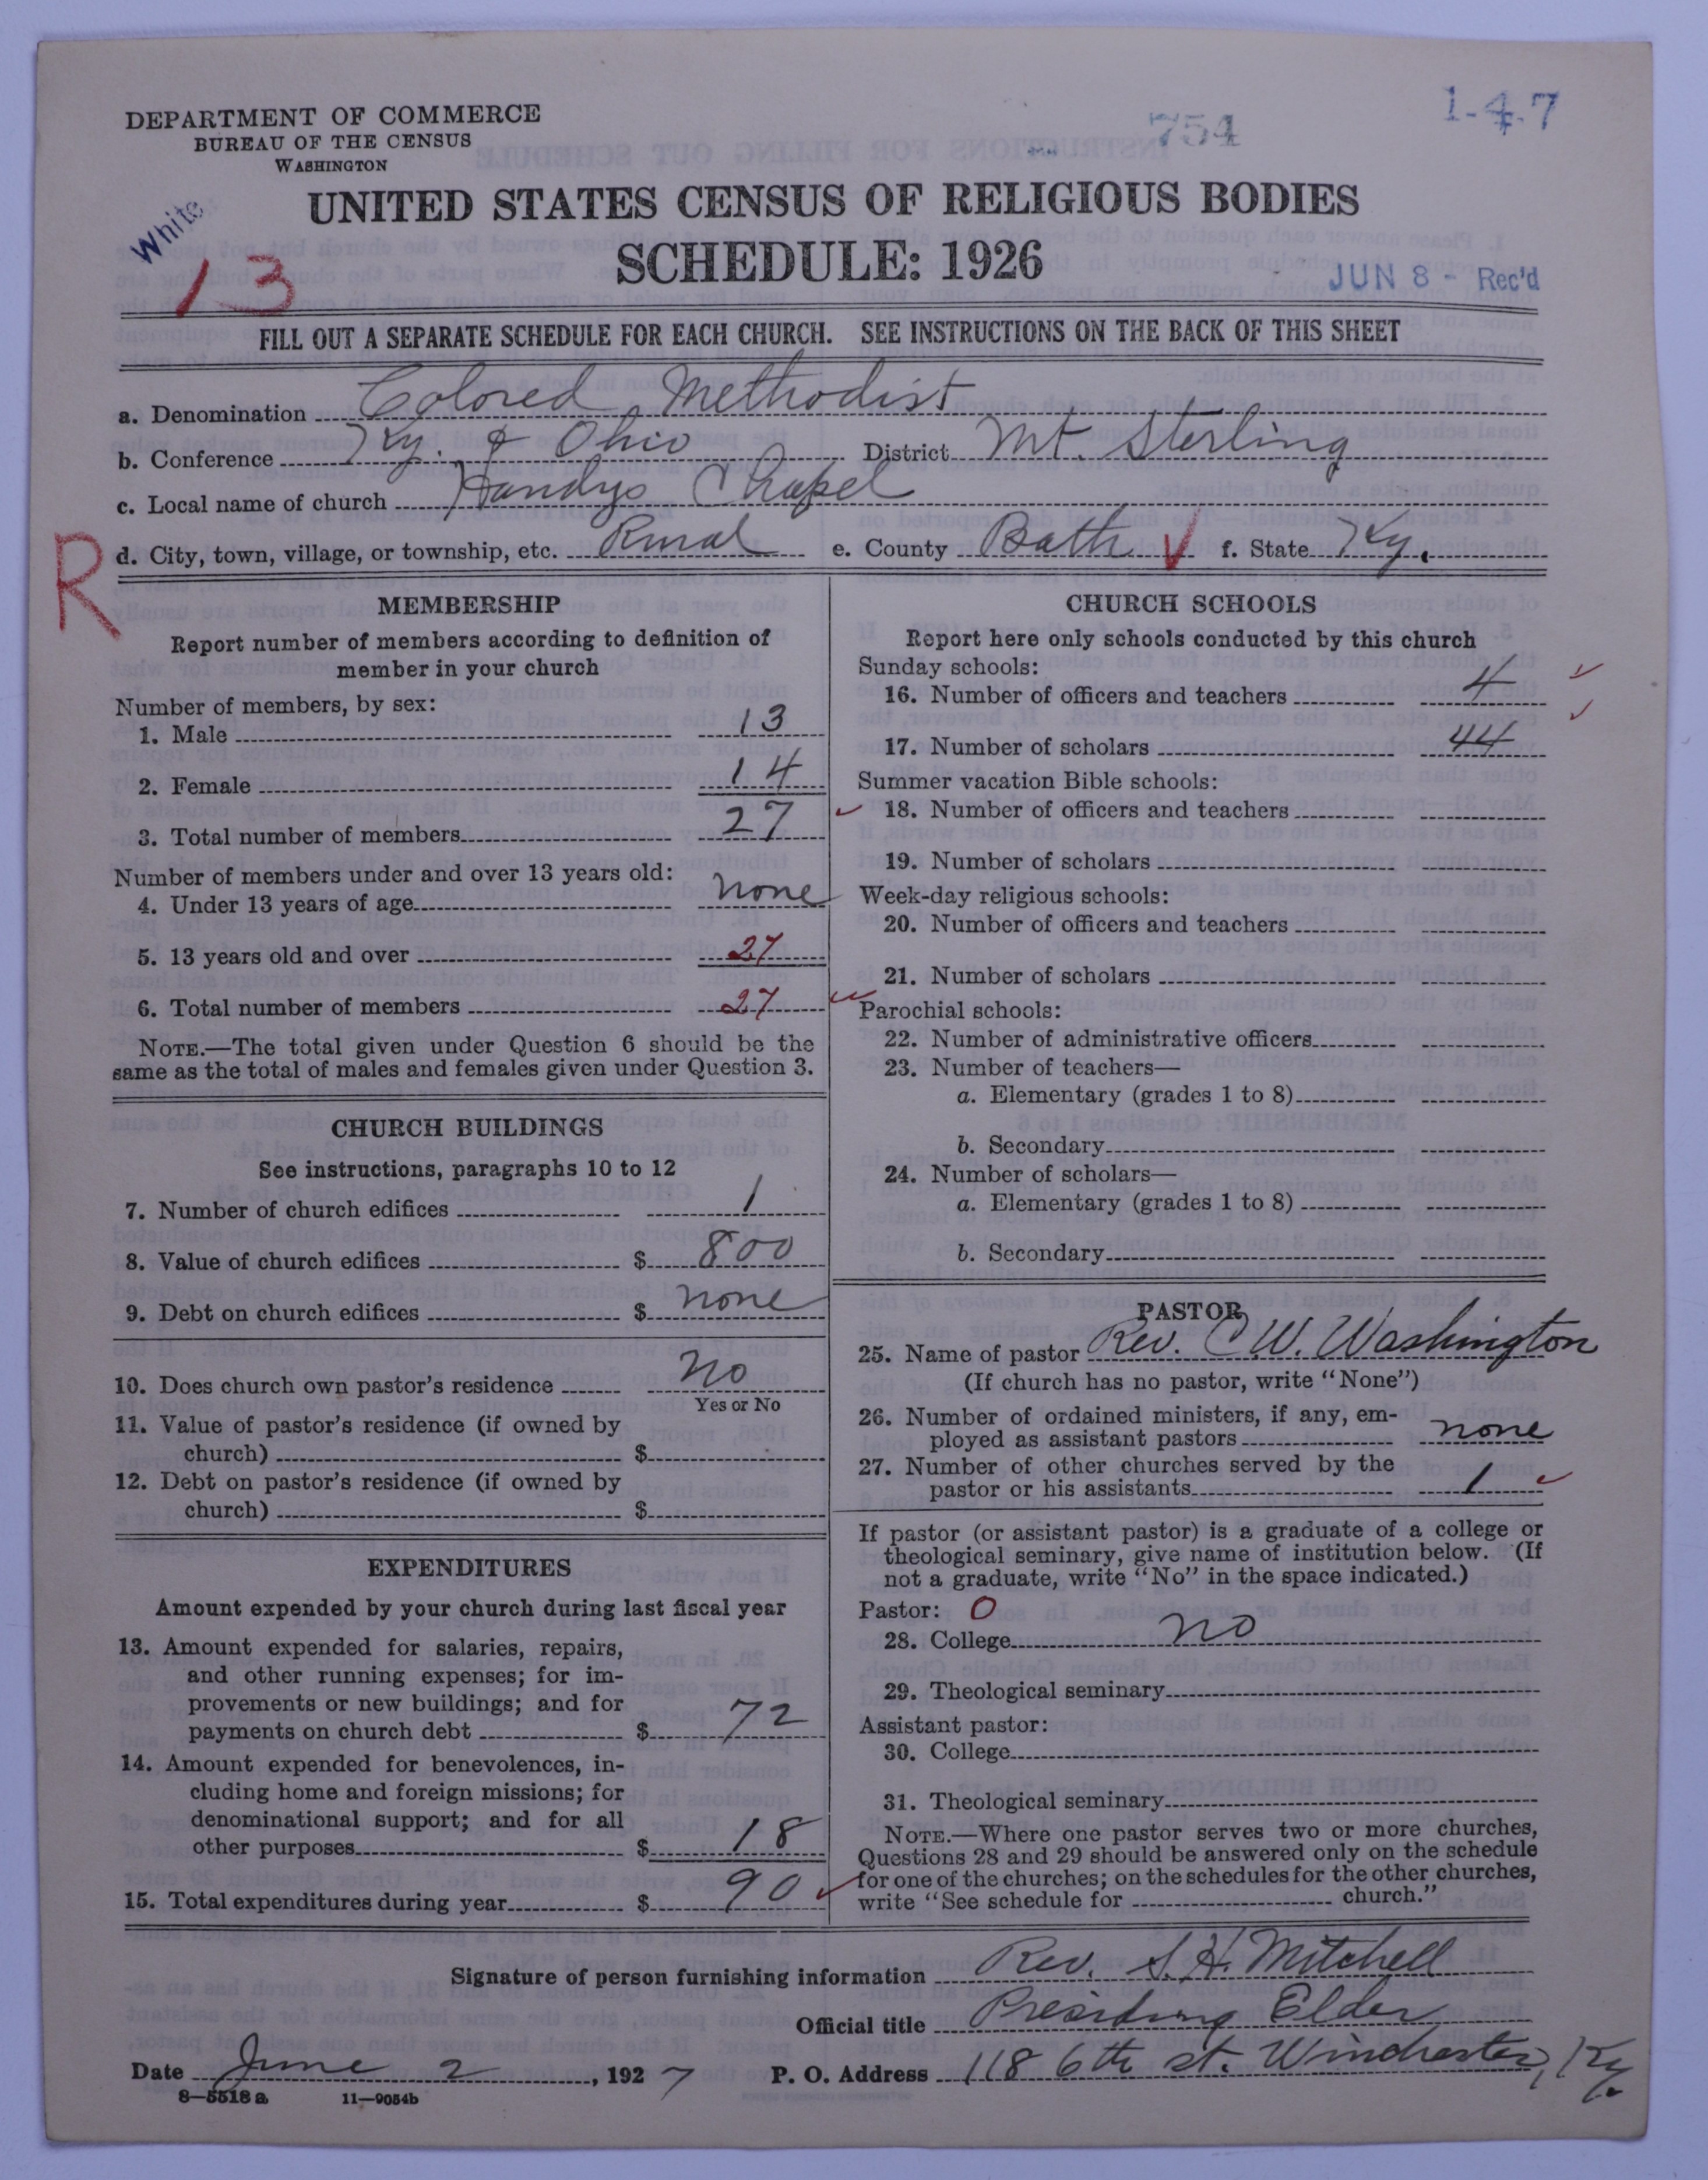 DEPARTMENT OF COMMERCE
BUREAU OF THE CENSUS
WASHINGTON
754
1-4-7
White
13
UNITED STATES CENSUS OF RELIGIOUS BODIES
SCHEDULE: 1926
JUN 8 - Rec'd
FILL OUT A SEPARATE SCHEDULE FOR EACH CHURCH. SEE INSTRUCTIONS ON THE BACK OF THIS SHEET
a. Denomination Colored Methodist
b. Conference Ky. & Ohio District Mt. Sterling
c. Local name of church Handys Chapel
R
d. City, town, village, or township, etc. Rural e. County Bath f. State Ky.
MEMBERSHIP
Report number of members according to definition of
member in your church
Number of members, by sex:
1. Male 13
2. Female 14
3. Total number of members 27
Number of members under and over 13 years old:
4. Under 13 years of age none
5. 13 years old and over 27
6. Total number of members 27
NOTE.—The total given under Question 6 should be the
same as the total of males and females given under Question 3.
CHURCH BUILDINGS
See instructions, paragraphs 10 to 12
7. Number of church edifices 1
8. Value of church edifices $ 800
9. Debt on church edifices $ none
10. Does church own pastor's residence no
Yes or No
11. Value of pastor's residence (if owned by
church) $
12. Debt on pastor's residence (if owned by
church) $
EXPENDITURES
Amount expended by your church during last fiscal year
13. Amount expended for salaries, repairs,
and other running expenses; for im-
provements or new buildings; and for
payments on church debt $ 72
14. Amount expended for benevolences, in-
cluding home and foreign missions; for
denominational support; and for all
other purposes $ 18
15. Total expenditures during year $ 90
CHURCH SCHOOLS
Report here only schools conducted by this church
Sunday schools:
16. Number of officers and teachers 4
17. Number of scholars 44
Summer vacation Bible schools:
18. Number of officers and teachers
19. Number of scholars
Week-day religious schools:
20. Number of officers and teachers
21. Number of scholars
Parochial schools:
22. Number of administrative officers
23. Number of teachers—
a. Elementary (grades 1 to 8)
b. Secondary
24. Number of scholars—
a. Elementary (grades 1 to 8)
b. Secondary
PASTOR
25. Name of pastor Rev. C W. Washington
(If church has no pastor, write "None")
26. Number of ordained ministers, if any, em-
ployed as assistant pastors none
27. Number of other churches served by the
pastor or his assistants 1
If pastor (or assistant pastor) is a graduate of a college or
theological seminary, give name of institution below. (If
not a graduate, write "No" in the space indicated.)
Pastor: 0
28. College no
29. Theological seminary
Assistant pastor:
30. College
31. Theological seminary
NOTE.—Where one pastor serves two or more churches,
Questions 28 and 29 should be answered only on the schedule
for one of the churches; on the schedules for the other churches,
write "See schedule for church."
Signature of person furnishing information Rev. S. H. Mitchell
Official title Presiding Elder
Date June 2, 1927 P. O. Address 118 6th st. Winchester, Ky.
8—5518 a 11—9054b